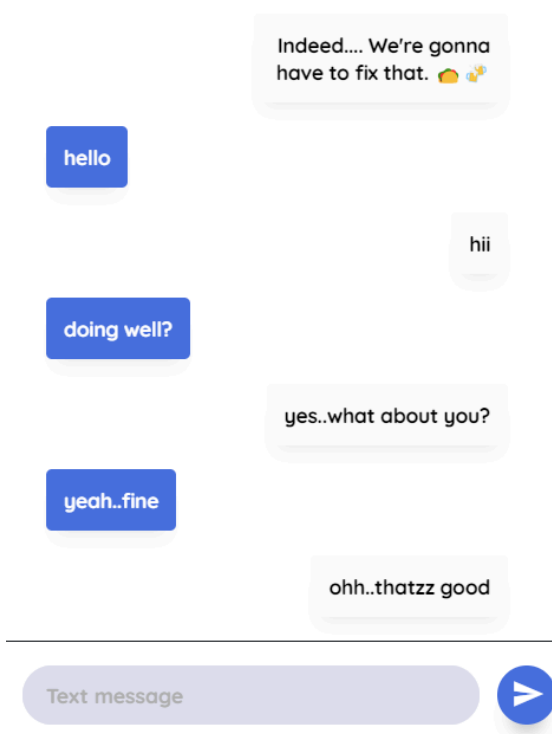 Indeed.... We're gonna
have to fix that. 🌮 🍻
hello
hii
doing well?
yes..what about you?
yeah..fine
ohh..thatzz good
Text message